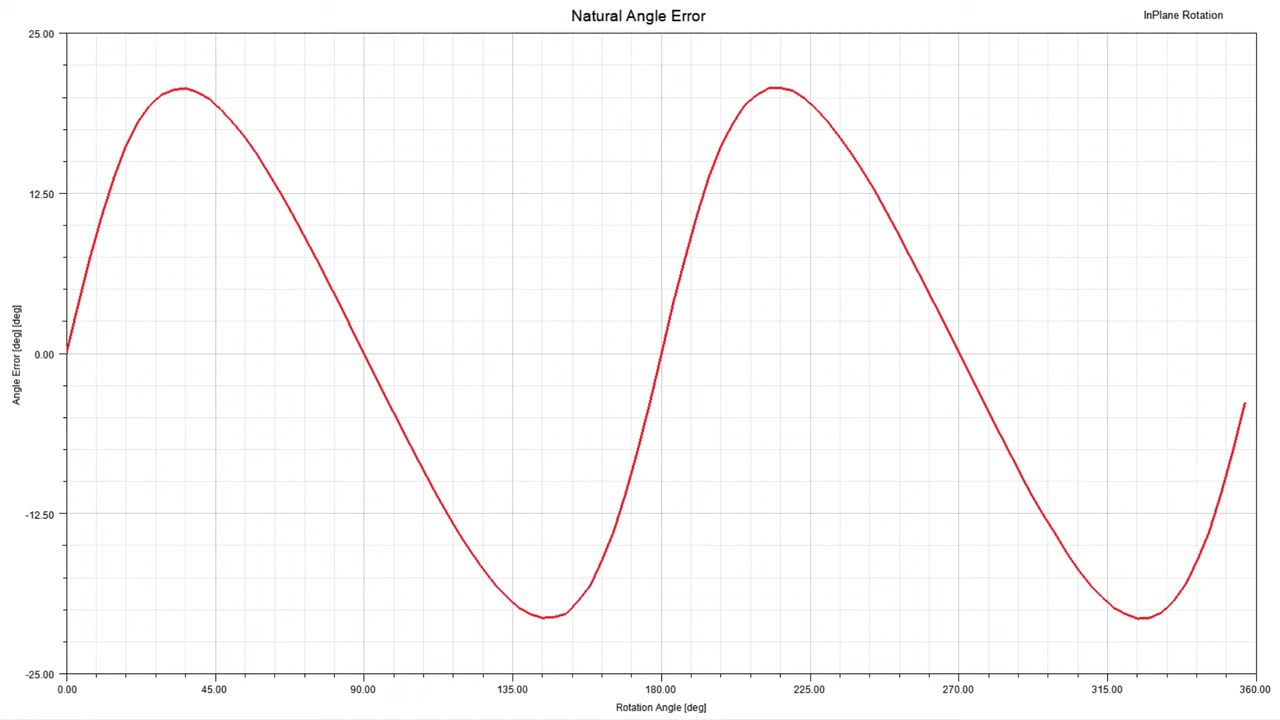 Natural Angle Error
InPlane Rotation
25.00
12.50
0.00
-12.50
-25.00
Angle Error [deg] [deg]
0.00 45.00 90.00 135.00 180.00 225.00 270.00 315.00 360.00
Rotation Angle [deg]